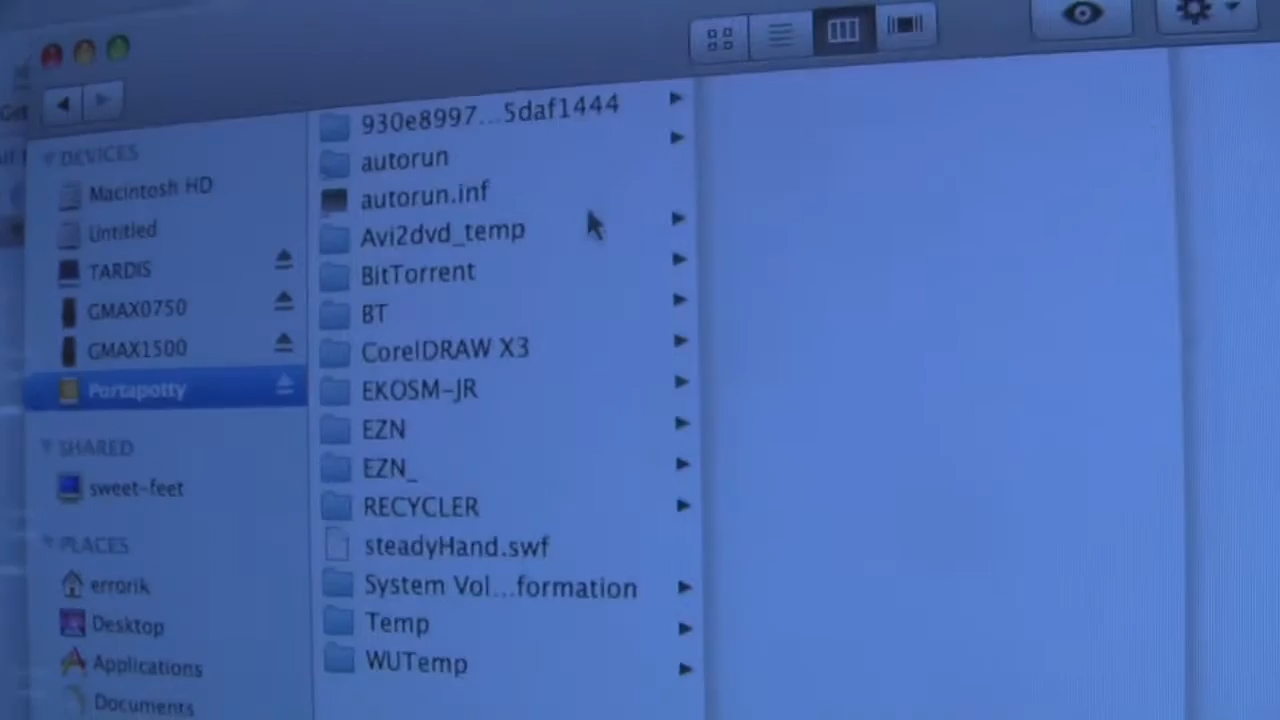 DEVICES
Macintosh HD
Untitled
TARDIS
GMAX0750
GMAX1500
Portapotty
SHARED
sweet-feet
PLACES
errorik
Desktop
Applications
Documents
930e8997...5daf1444
autorun
autorun.inf
Avi2dvd_temp
BitTorrent
BT
CorelDRAW X3
EKOSM-JR
EZN
EZN_
RECYCLER
steadyHand.swf
System Vol...formation
Temp
WUTemp